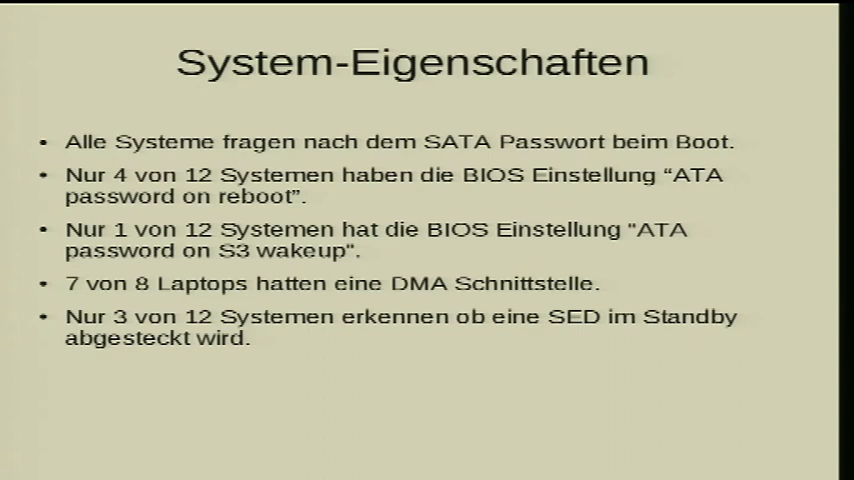 System-Eigenschaften
• Alle Systeme fragen nach dem SATA Passwort beim Boot.
• Nur 4 von 12 Systemen haben die BIOS Einstellung “ATA
password on reboot”.
• Nur 1 von 12 Systemen hat die BIOS Einstellung "ATA
password on S3 wakeup".
• 7 von 8 Laptops hatten eine DMA Schnittstelle.
• Nur 3 von 12 Systemen erkennen ob eine SED im Standby
abgesteckt wird.